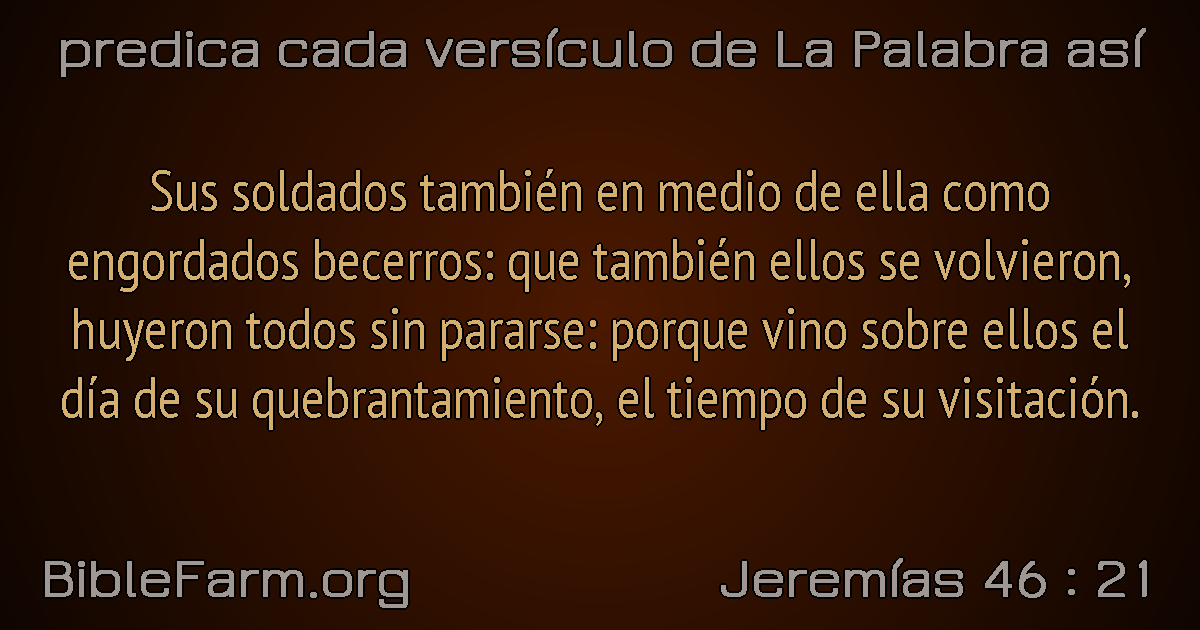 predica cada versículo de La Palabra así
Sus soldados también en medio de ella como
engordados becerros: que también ellos se volvieron,
huyeron todos sin pararse: porque vino sobre ellos el
día de su quebrantamiento, el tiempo de su visitación.
BibleFarm.org
Jeremías 46 : 21